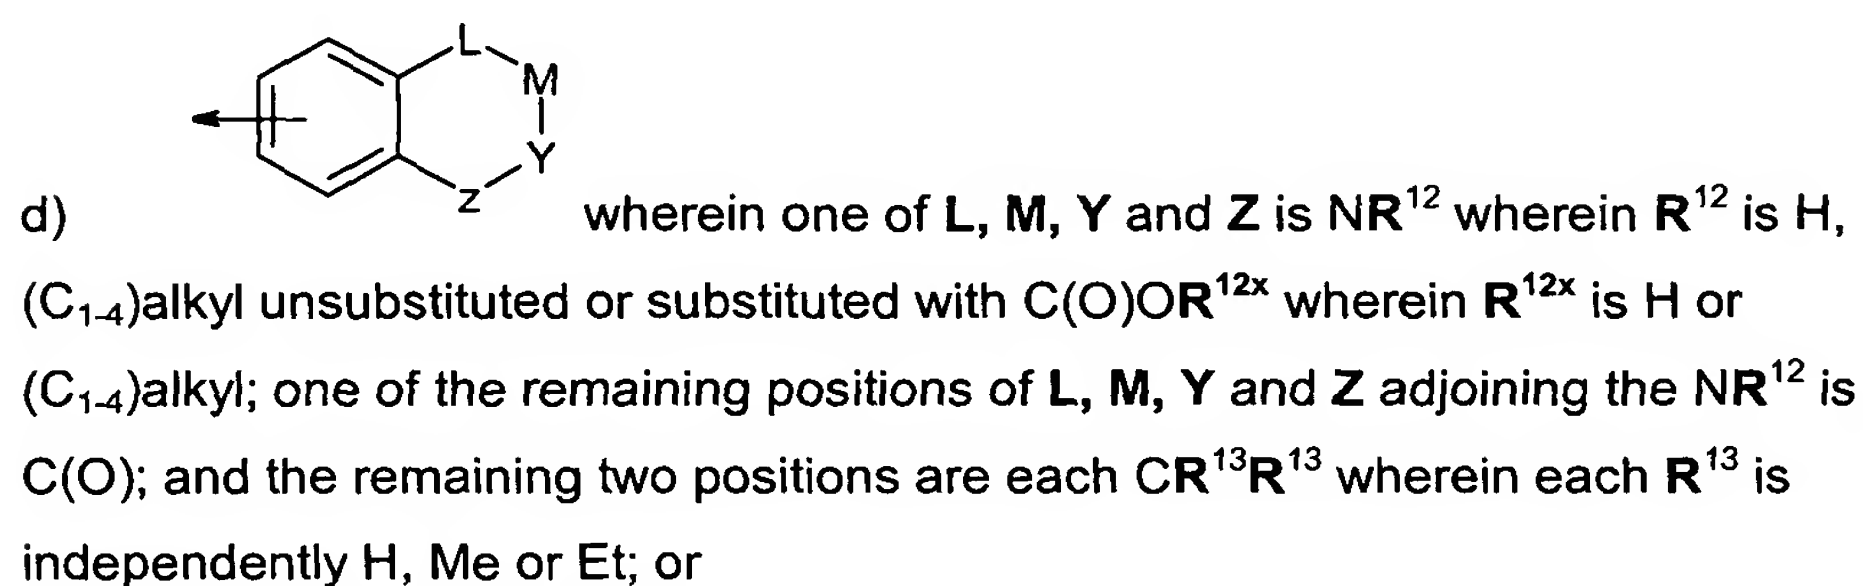 L
M
Y
Z
d) wherein one of L, M, Y and Z is NR¹² wherein R¹² is H,
(C₁₋₄)alkyl unsubstituted or substituted with C(O)OR¹²ˣ wherein R¹²ˣ is H or
(C₁₋₄)alkyl; one of the remaining positions of L, M, Y and Z adjoining the NR¹² is
C(O); and the remaining two positions are each CR¹³R¹³ wherein each R¹³ is
independently H, Me or Et; or